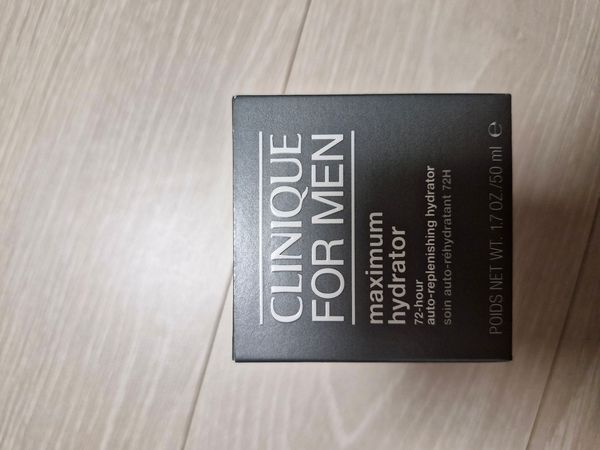 CLINIQUE
FOR MEN
maximum
hydrator
72-hour
auto-replenishing hydrator
soin auto-réhydratant 72H
POIDS NET WT. 1.7 OZ./50 ml ℮